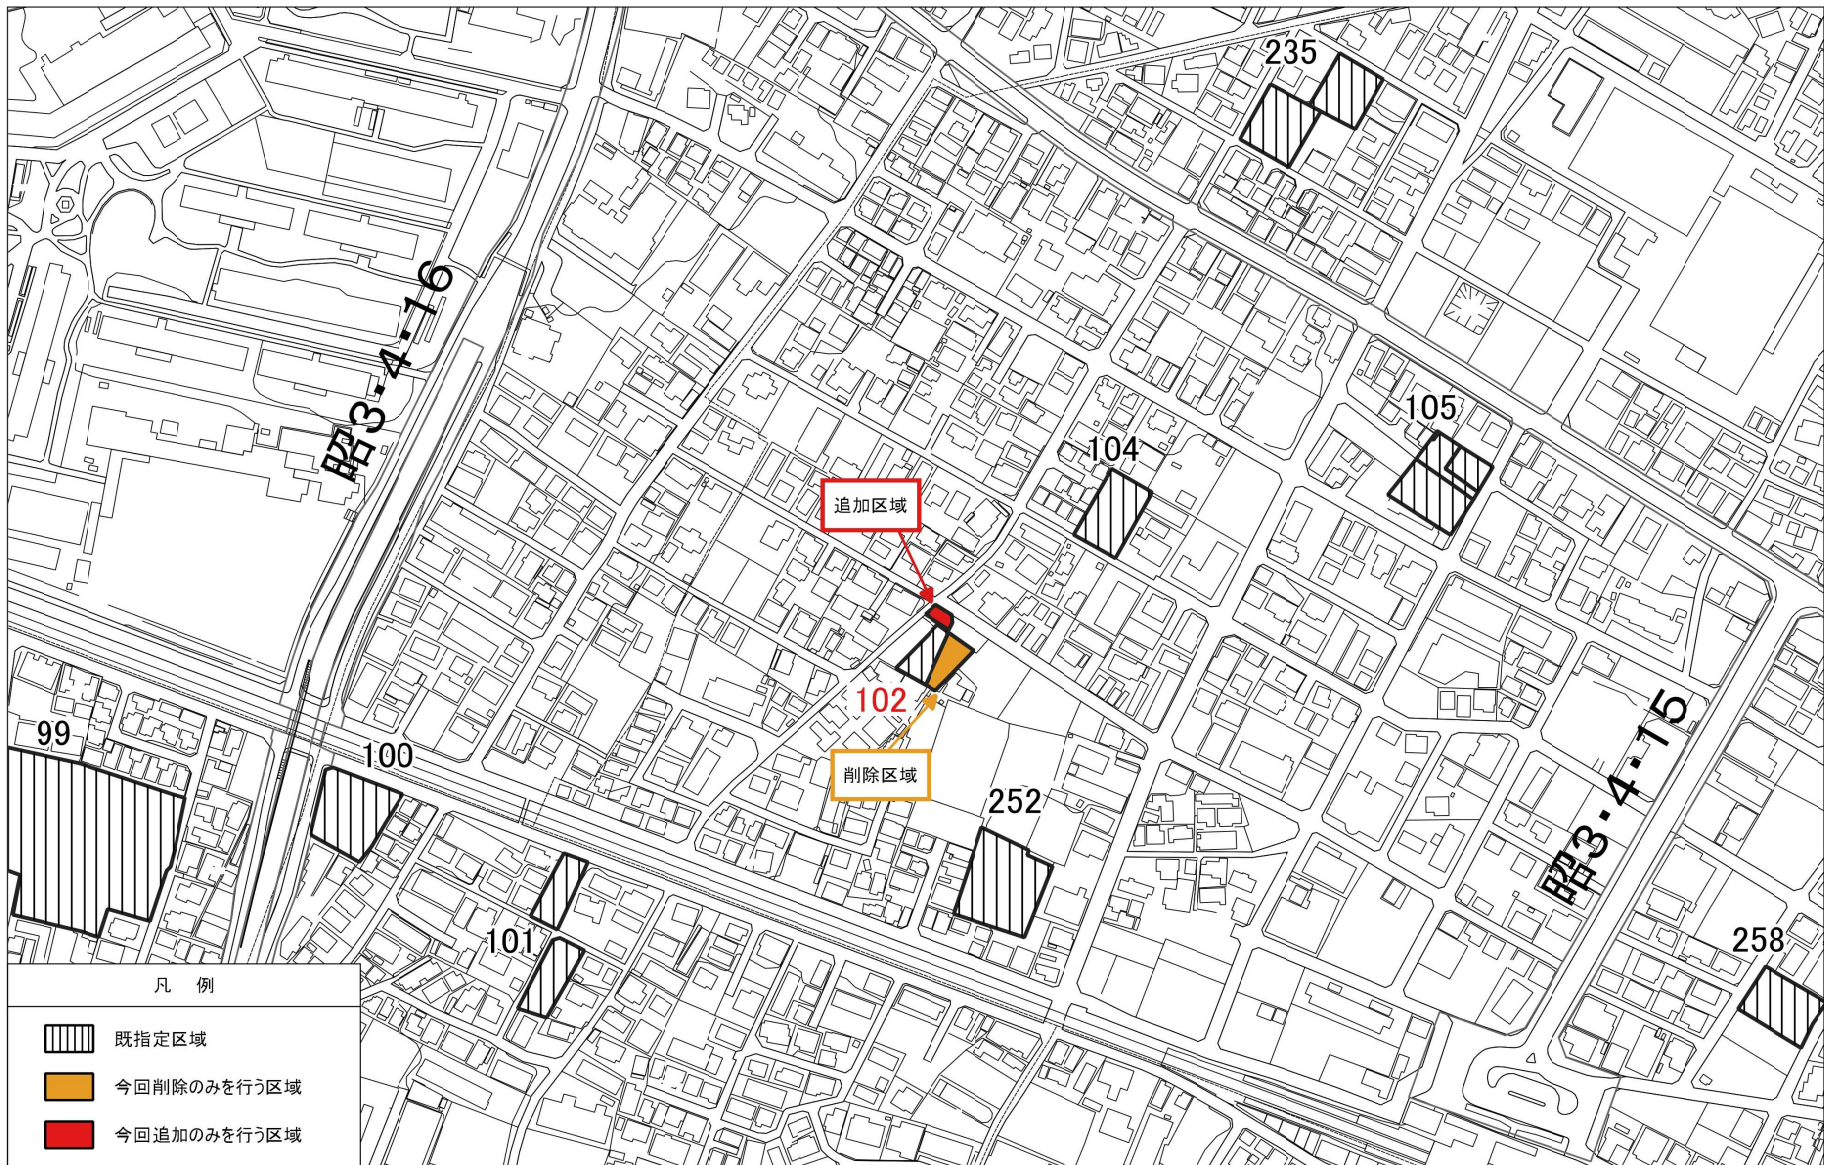 235
昭3・4・16
105
104
追加区域
102
削除区域
昭3・4・15
99
100
252
101
258
凡 例
既指定区域
今回削除のみを行う区域
今回追加のみを行う区域